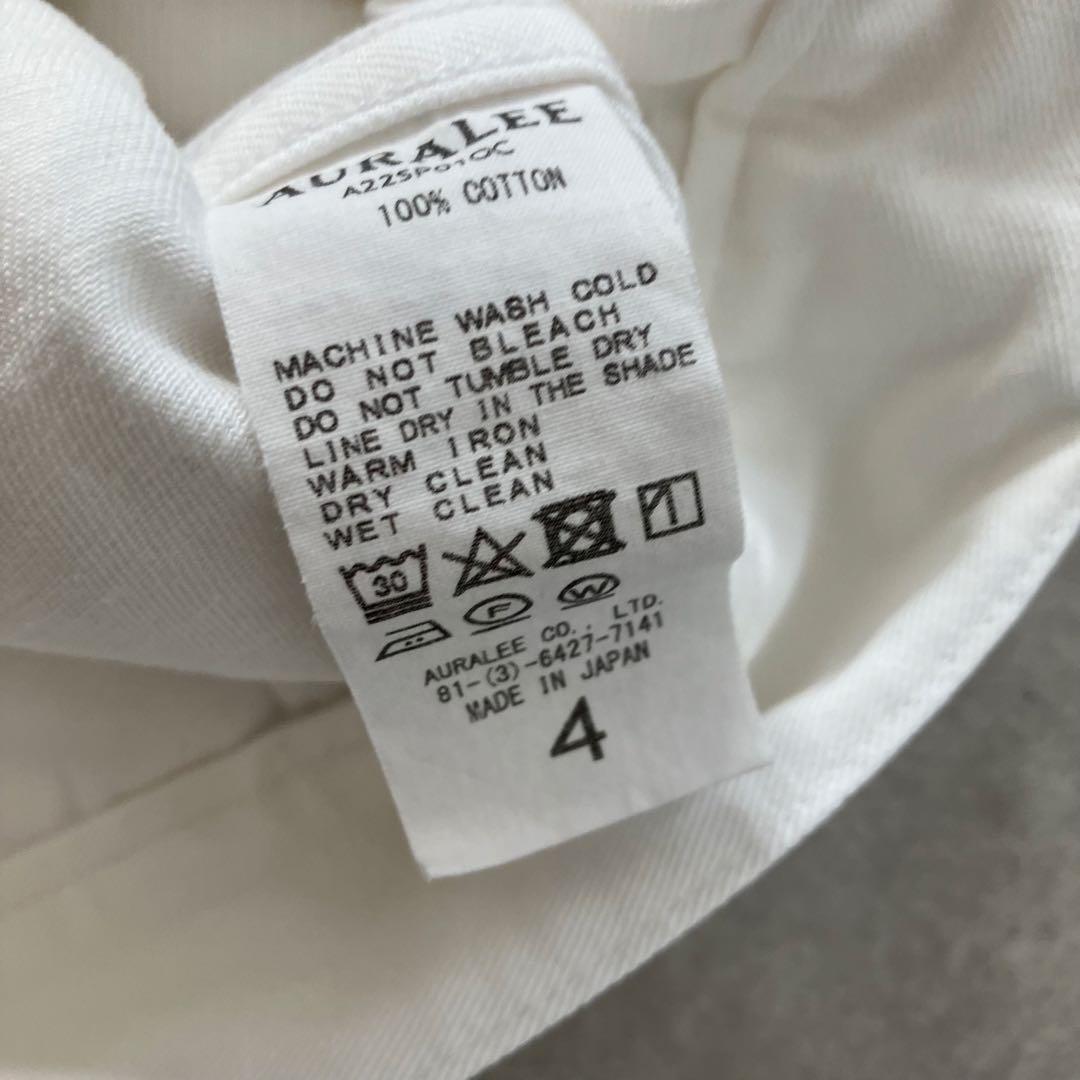 AURALEE
A22SP01OC
100% COTTON
MACHINE WASH COLD
DO NOT BLEACH
DO NOT TUMBLE DRY
LINE DRY IN THE SHADE
WARM IRON
DRY CLEAN
WET CLEAN
30
F W
AURALEE CO., LTD.
81-(3)-6427-7141
MADE IN JAPAN
4